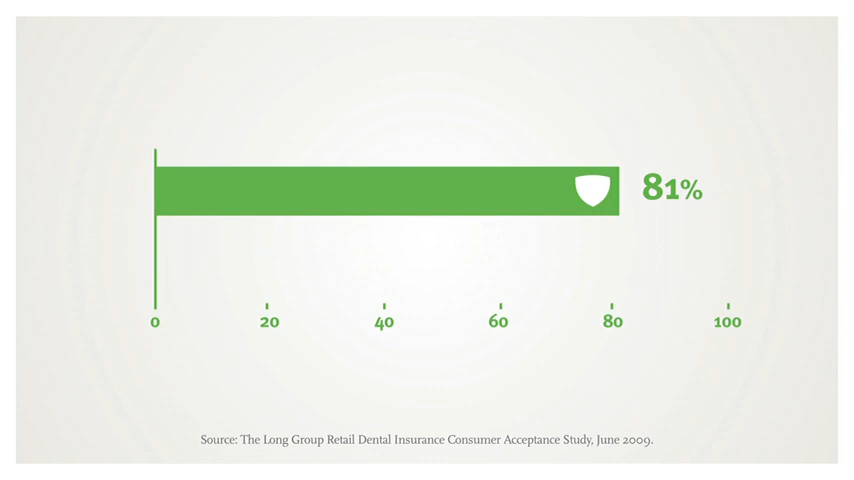 81%
0 20 40 60 80 100
Source: The Long Group Retail Dental Insurance Consumer Acceptance Study, June 2009.